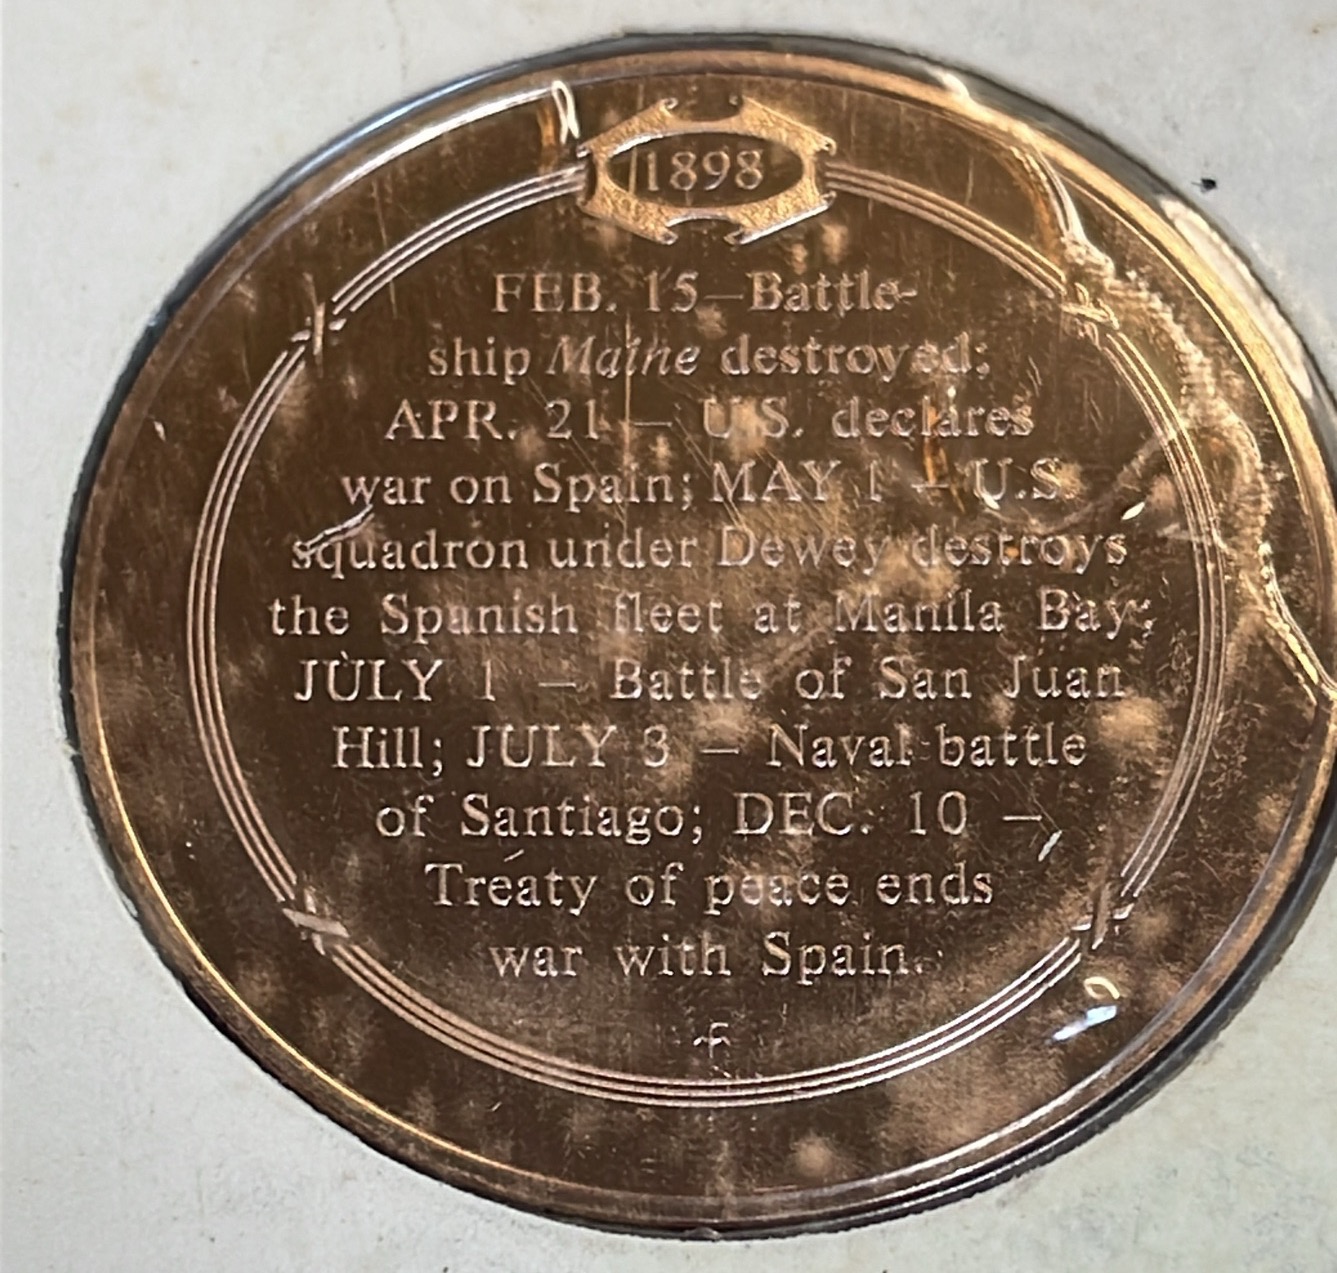 1898
FEB. 15—Battle-
ship Maine destroyed;
APR. 21 — U.S. declares
war on Spain; MAY 1 — U.S.
squadron under Dewey destroys
the Spanish fleet at Manila Bay;
JULY 1 — Battle of San Juan
Hill; JULY 3 — Naval battle
of Santiago; DEC. 10 —
Treaty of peace ends
war with Spain.
f